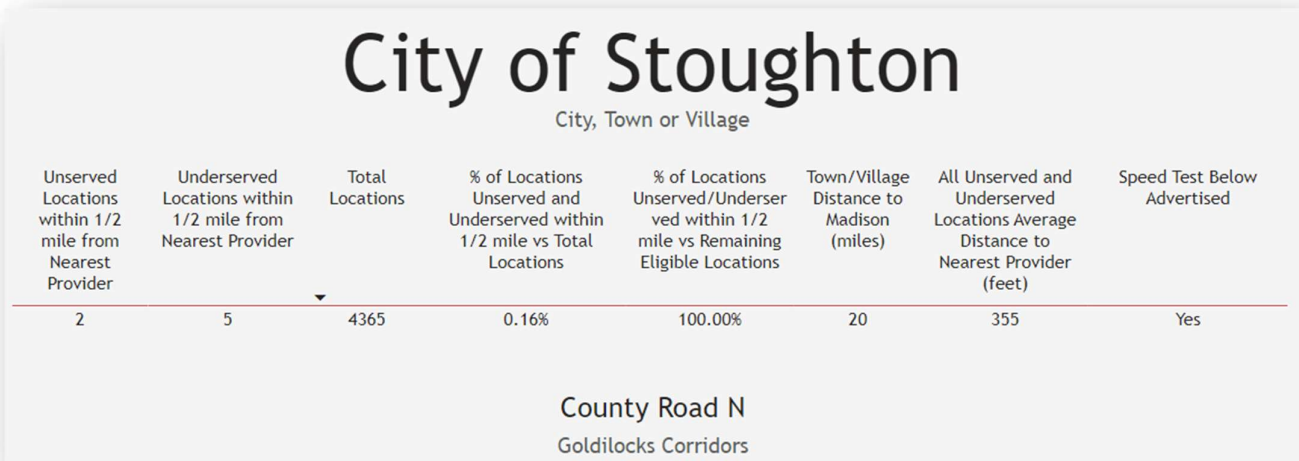 City of Stoughton
City, Town or Village
Unserved Locations within 1/2 mile from Nearest Provider
Underserved Locations within 1/2 mile from Nearest Provider
Total Locations
% of Locations Unserved and Underserved within 1/2 mile vs Total Locations
% of Locations Unserved/Underserved within 1/2 mile vs Remaining Eligible Locations
Town/Village Distance to Madison (miles)
All Unserved and Underserved Locations Average Distance to Nearest Provider (feet)
Speed Test Below Advertised
2 5 4365 0.16% 100.00% 20 355 Yes
County Road N
Goldilocks Corridors